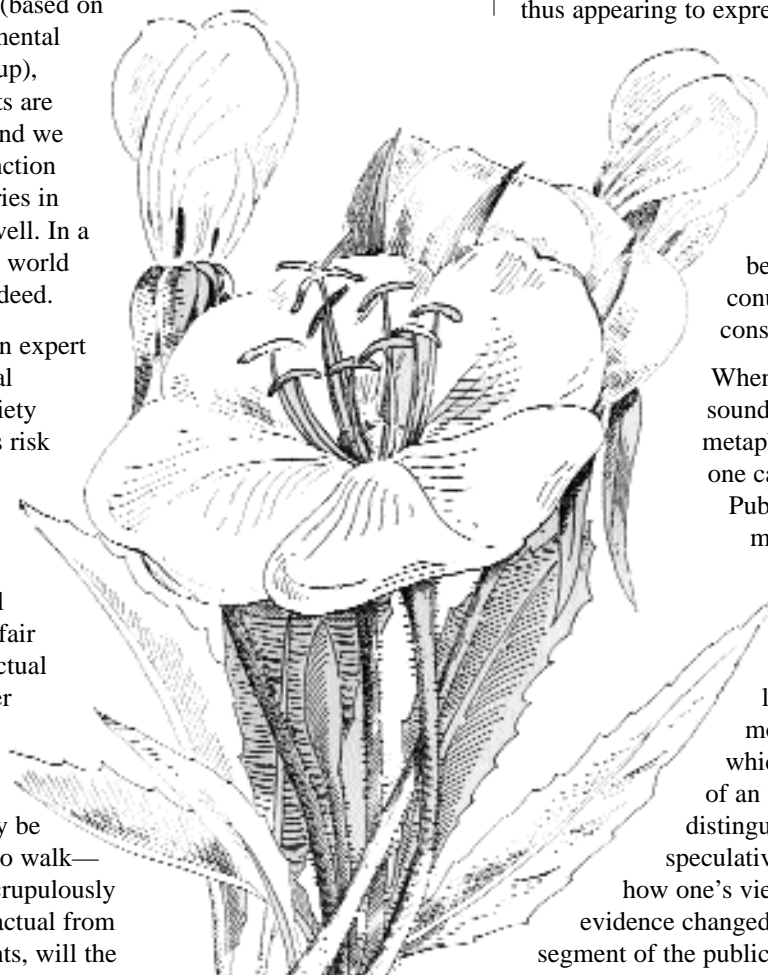 (based on
mental
up),
ts are
nd we
nction
ries in
well. In a
world
deed.
n expert
al
iety
s risk
l
fair
ctual
er
y be
o walk—
crupulously
actual from
nts, will the
thus appearing to expre
be
conu
cons
When
sound
metap
one ca
Pub
m
l
mo
whic
of an
distingu
speculativ
how one’s vie
evidence changed
segment of the public